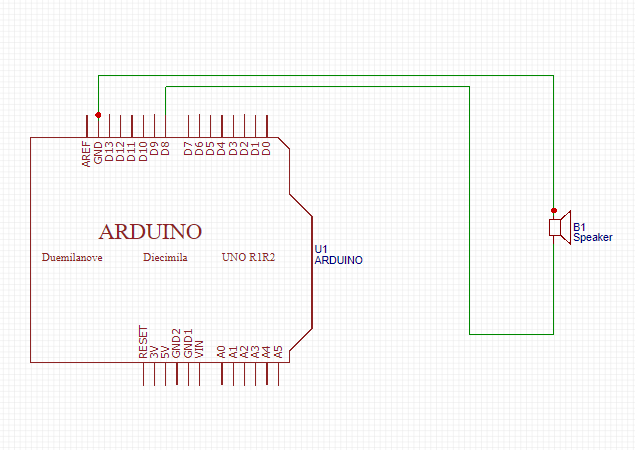 AREF
GND
D13
D12
D11
D10
D9
D8
D7
D6
D5
D4
D3
D2
D1
D0
ARDUINO
Duemilanove Diecimila UNO R1R2
U1
ARDUINO
B1
Speaker
RESET
3V
5V
GND2
GND1
VIN
A0
A1
A2
A3
A4
A5